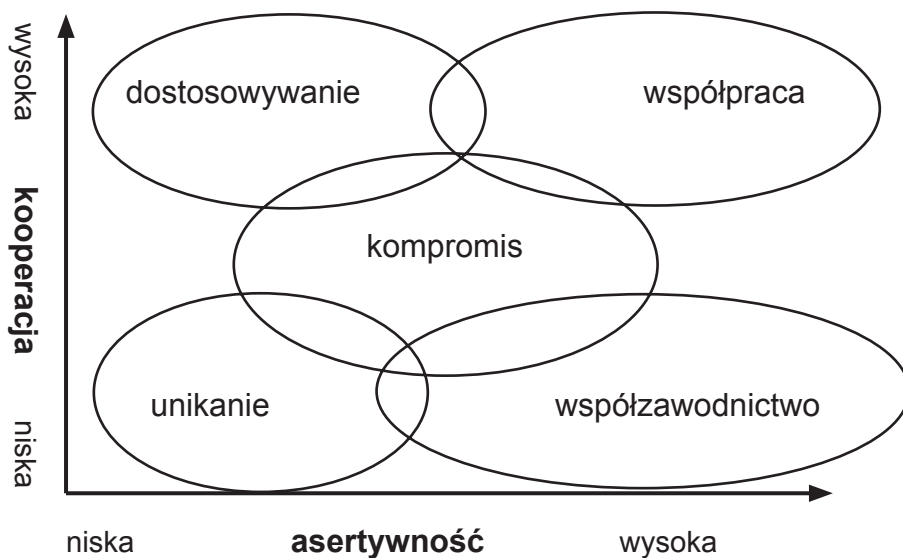 wysoka
dostosowywanie
współpraca
kooperacja
kompromis
unikanie
współzawodnictwo
niska
niska
asertywność
wysoka